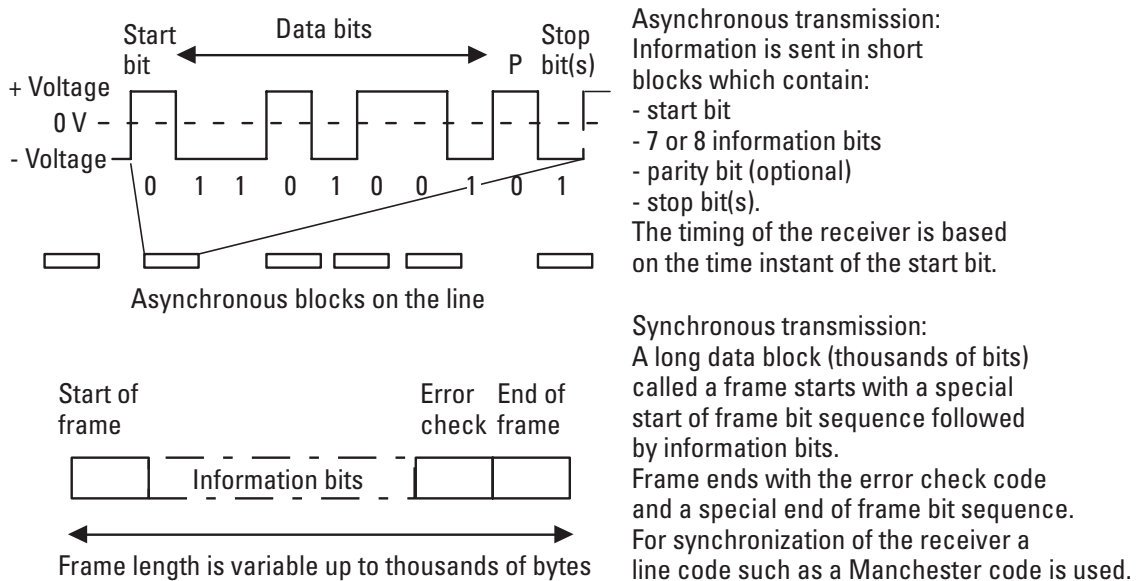 Start
bit
Data bits
P
Stop
bit(s)
+ Voltage
0 V
- Voltage
0 1 1 0 1 0 0 1 0 1
Asynchronous blocks on the line
Asynchronous transmission:
Information is sent in short
blocks which contain:
- start bit
- 7 or 8 information bits
- parity bit (optional)
- stop bit(s).
The timing of the receiver is based
on the time instant of the start bit.
Start of
frame
Error
check
End of
frame
Information bits
Frame length is variable up to thousands of bytes
Synchronous transmission:
A long data block (thousands of bits)
called a frame starts with a special
start of frame bit sequence followed
by information bits.
Frame ends with the error check code
and a special end of frame bit sequence.
For synchronization of the receiver a
line code such as a Manchester code is used.